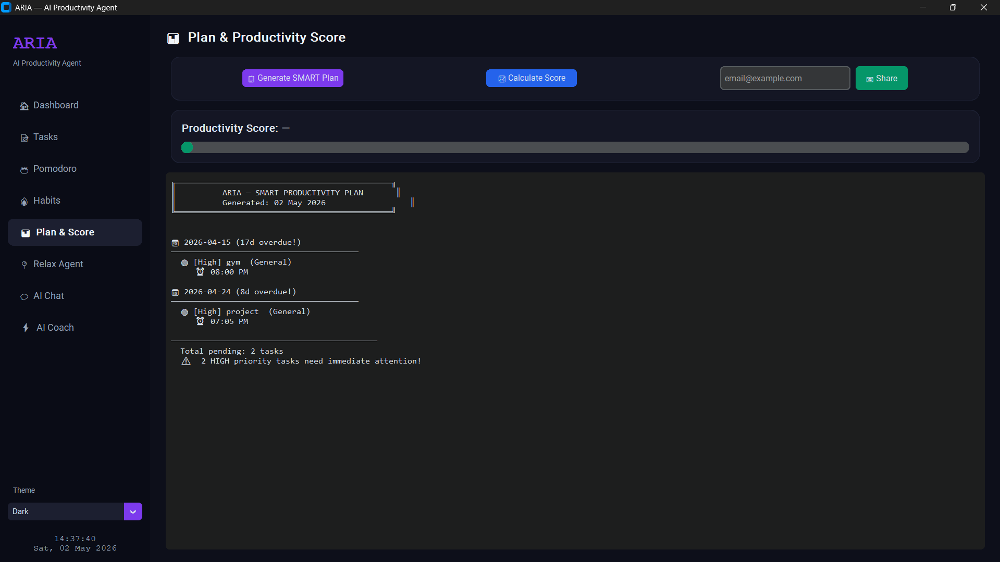 ARIA — AI Productivity Agent
ARIA
AI Productivity Agent
Dashboard
Tasks
Pomodoro
Habits
Plan & Score
Relax Agent
AI Chat
AI Coach
Theme
Dark
14:37:40
Sat, 02 May 2026
Plan & Productivity Score
Generate SMART Plan
Calculate Score
email@example.com
Share
Productivity Score: —
ARIA — SMART PRODUCTIVITY PLAN
Generated: 02 May 2026
2026-04-15 (17d overdue!)
[High] gym (General)
08:00 PM
2026-04-24 (8d overdue!)
[High] project (General)
07:05 PM
Total pending: 2 tasks
⚠ 2 HIGH priority tasks need immediate attention!